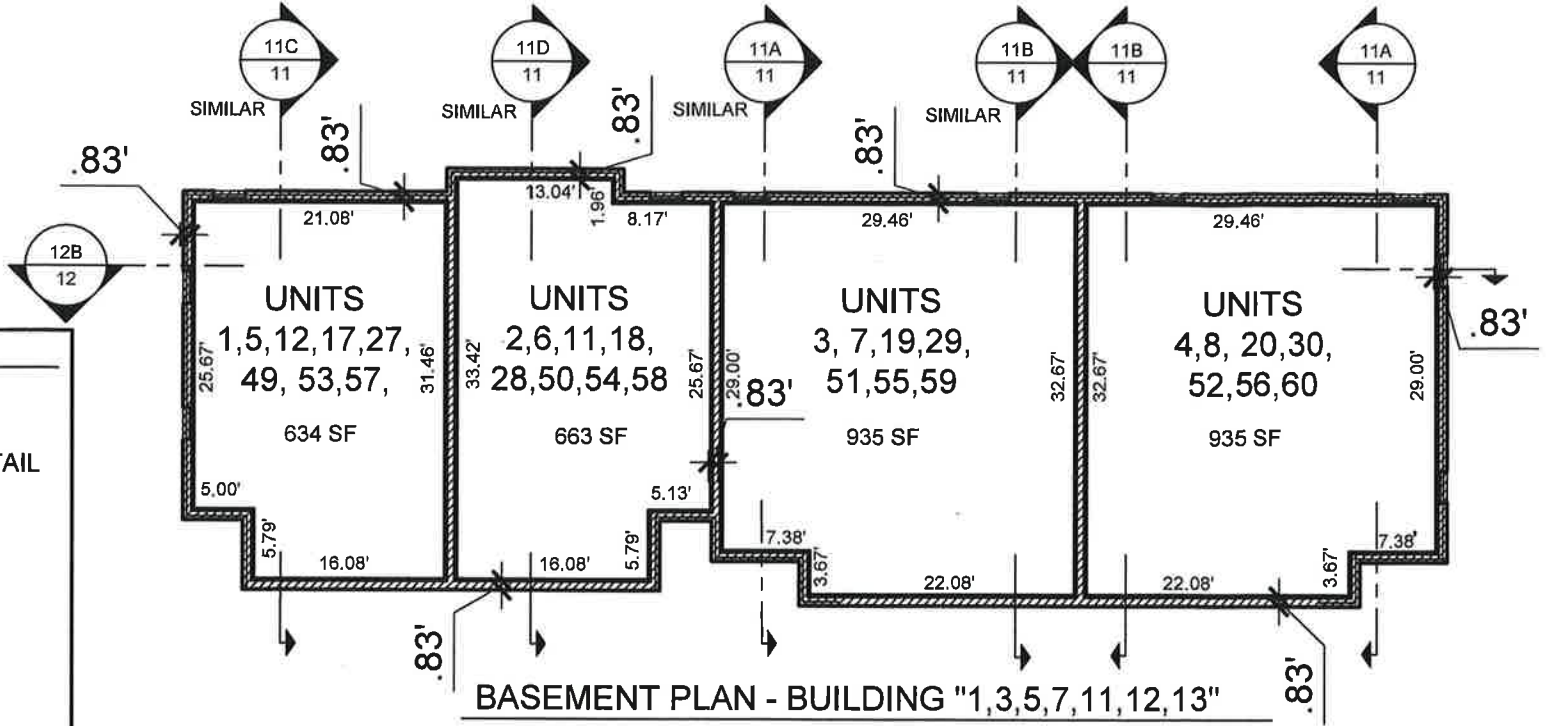 11C
11
SIMILAR
11D
11
SIMILAR
11A
11
SIMILAR
11B
11
SIMILAR
11B
11
11A
11
.83'
.83'
.83'
.83'
12B
12
21.08'
13.04'
1.96'
8.17'
29.46'
29.46'
UNITS
1,5,12,17,27,
49, 53,57,
634 SF
25.67'
31.46'
5.00'
5.79'
16.08'
UNITS
2,6,11,18,
28,50,54,58
663 SF
33.42'
25.67'
5.13'
5.79'
16.08'
UNITS
3, 7,19,29,
51,55,59
935 SF
29.00'
.83'
32.67'
7.38'
3.67'
22.08'
UNITS
4,8, 20,30,
52,56,60
935 SF
32.67'
29.00'
.83'
7.38'
3.67'
22.08'
TAIL
.83'
.83'
BASEMENT PLAN - BUILDING "1,3,5,7,11,12,13"